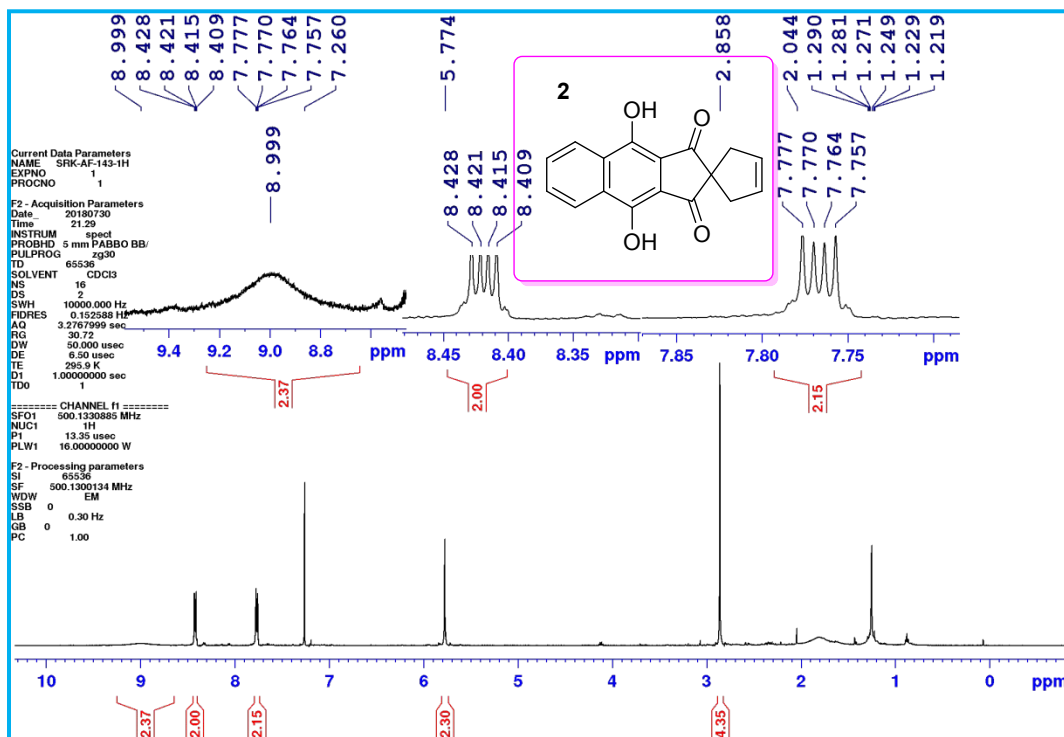 8.999
8.428
8.421
8.415
8.409
7.777
7.770
7.764
7.757
7.260
5.774
2.858
2.044
1.290
1.281
1.271
1.249
1.229
1.219
2
OH
O
O
OH
Current Data Parameters
NAME SRK-AF-143-1H
EXPNO 1
PROCNO 1
F2 - Acquisition Parameters
Date_ 20180730
Time 21.29
INSTRUM spect
PROBHD 5 mm PABBO BB/
PULPROG zg30
TD 65536
SOLVENT CDCl3
NS 16
DS 2
SWH 10000.000 Hz
FIDRES 0.152588 Hz
AQ 3.2767999 sec
RG 30.72
DW 50.000 usec
DE 6.50 usec
TE 295.9 K
D1 1.00000000 sec
TD0 1
======== CHANNEL f1 ========
SFO1 500.1330885 MHz
NUC1 1H
P1 13.35 usec
PLW1 16.00000000 W
F2 - Processing parameters
SI 65536
SF 500.1300134 MHz
WDW EM
SSB 0
LB 0.30 Hz
GB 0
PC 1.00
8.999
9.4 9.2 9.0 8.8 ppm
2.37
8.428
8.421
8.415
8.409
8.45 8.40 8.35 ppm
2.00
7.777
7.770
7.764
7.757
7.85 7.80 7.75 ppm
2.15
10 9 8 7 6 5 4 3 2 1 0 ppm
2.37 2.00 2.15 2.30 4.35